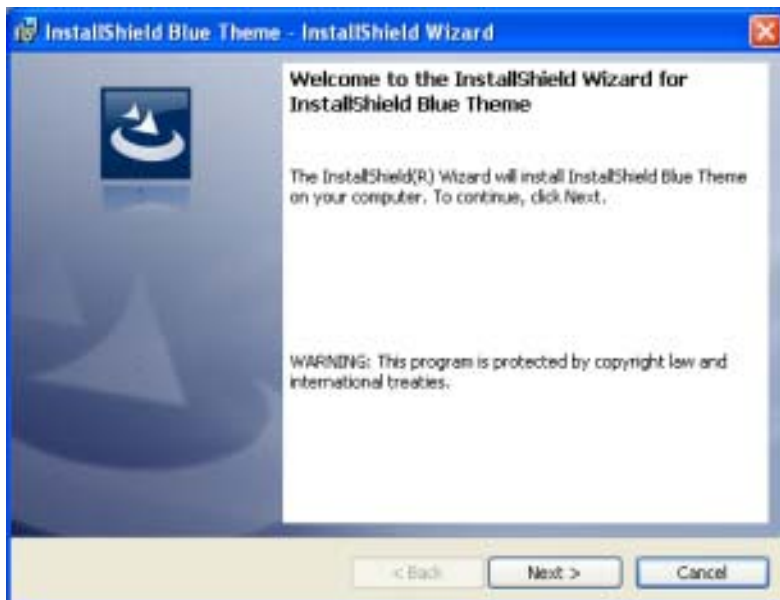 InstallShield Blue Theme - InstallShield Wizard
Welcome to the InstallShield Wizard for
InstallShield Blue Theme
The InstallShield(R) Wizard will install InstallShield Blue Theme
on your computer. To continue, click Next.
WARNING: This program is protected by copyright law and
international treaties.
< Back
Next >
Cancel